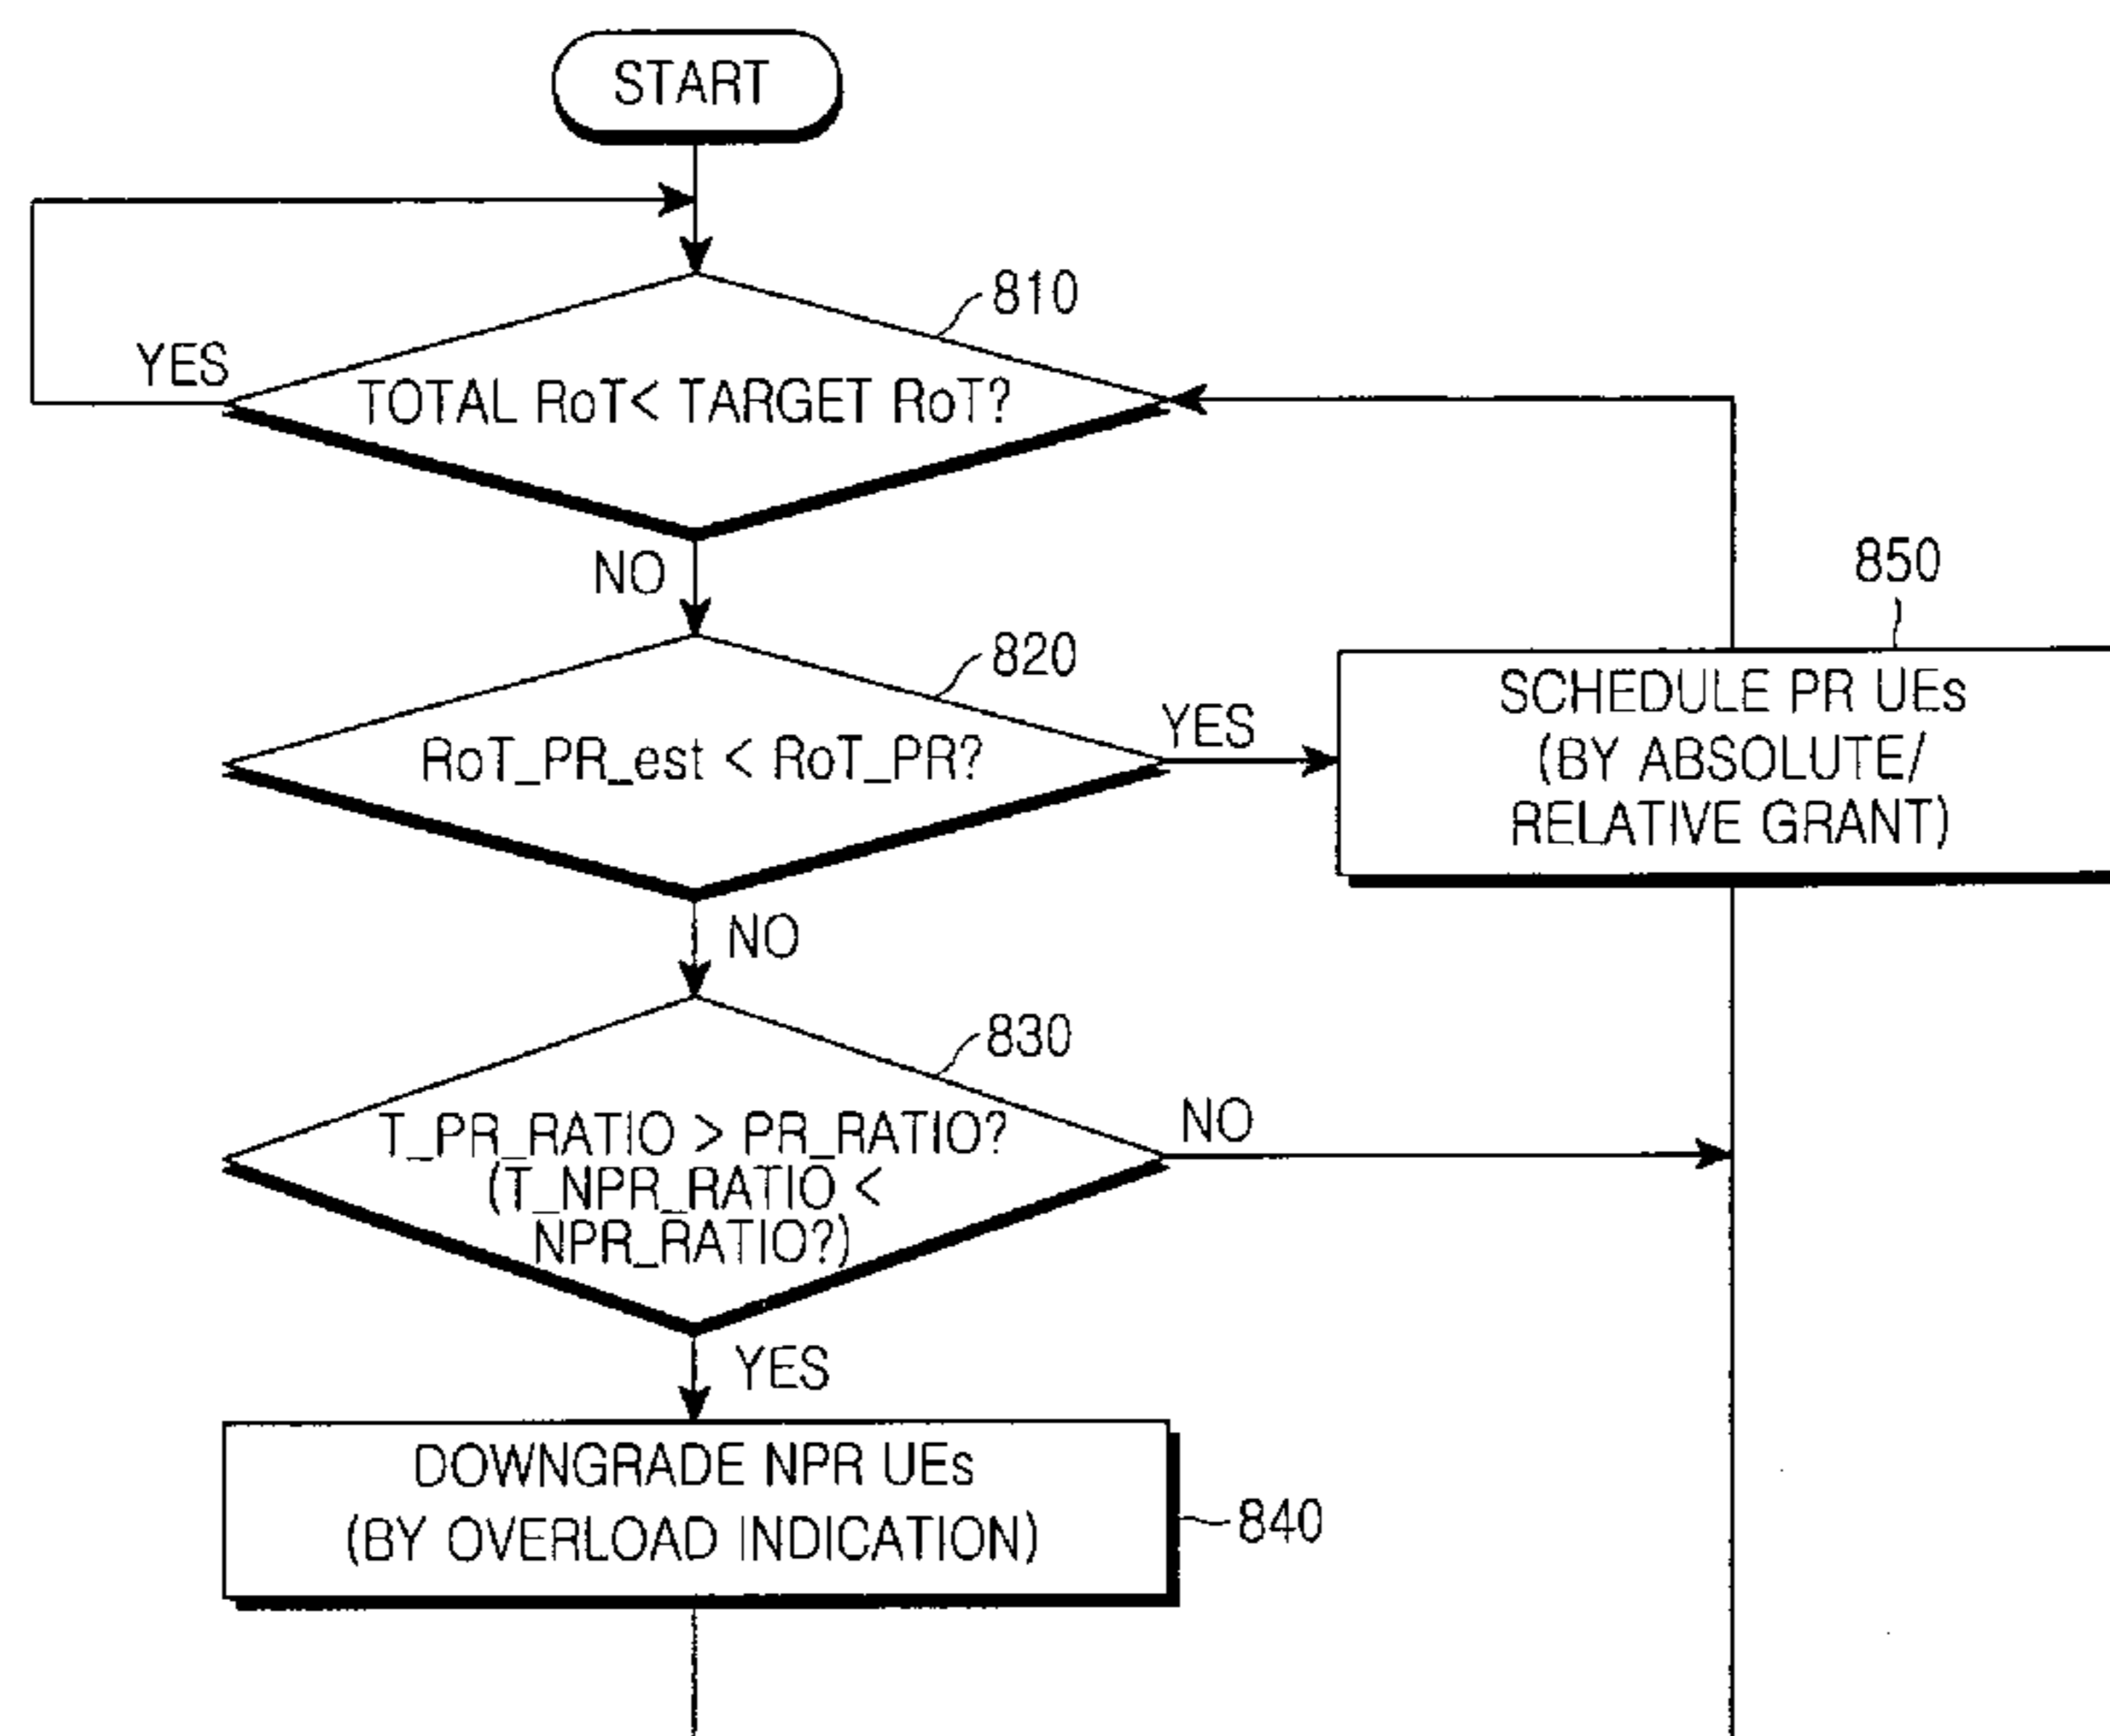 START
810
YES
TOTAL RoT< TARGET RoT?
NO
850
820
SCHEDULE PR UEs
(BY ABSOLUTE/
RELATIVE GRANT)
YES
RoT_PR_est < RoT_PR?
NO
830
T_PR_RATIO > PR_RATIO?
(T_NPR_RATIO <
NPR_RATIO?)
NO
YES
DOWNGRADE NPR UEs
(BY OVERLOAD INDICATION)
840